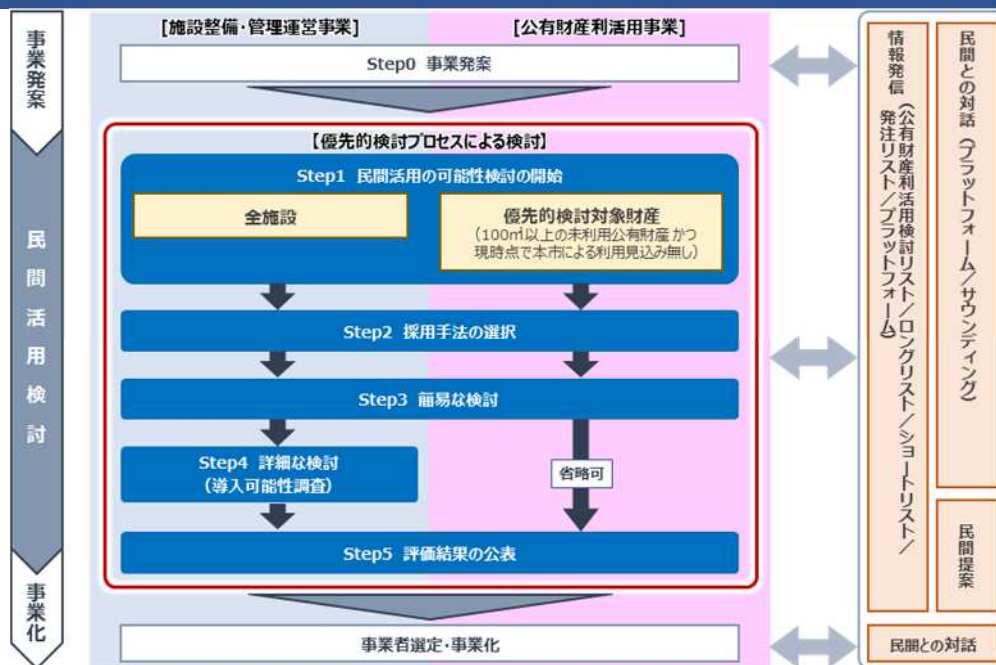 事業発案
民間活用検討
事業化
[施設整備・管理運営事業]
[公有財産利活用事業]
Step0 事業発案
【優先的検討プロセスによる検討】
Step1 民間活用の可能性検討の開始
全施設
優先的検討対象財産
(100㎡以上の未利用公有財産かつ
現時点で本市による利用見込み無し)
Step2 採用手法の選択
Step3 簡易な検討
Step4 詳細な検討
(導入可能性調査)
省略可
Step5 評価結果の公表
事業者選定・事業化
民間との対話(プラットフォーム/サウンディング)
情報発信(公有財産利活用検討リスト/ロングリスト/ショートリスト/
発注リスト/プラットフォーム)
民間提案
民間との対話